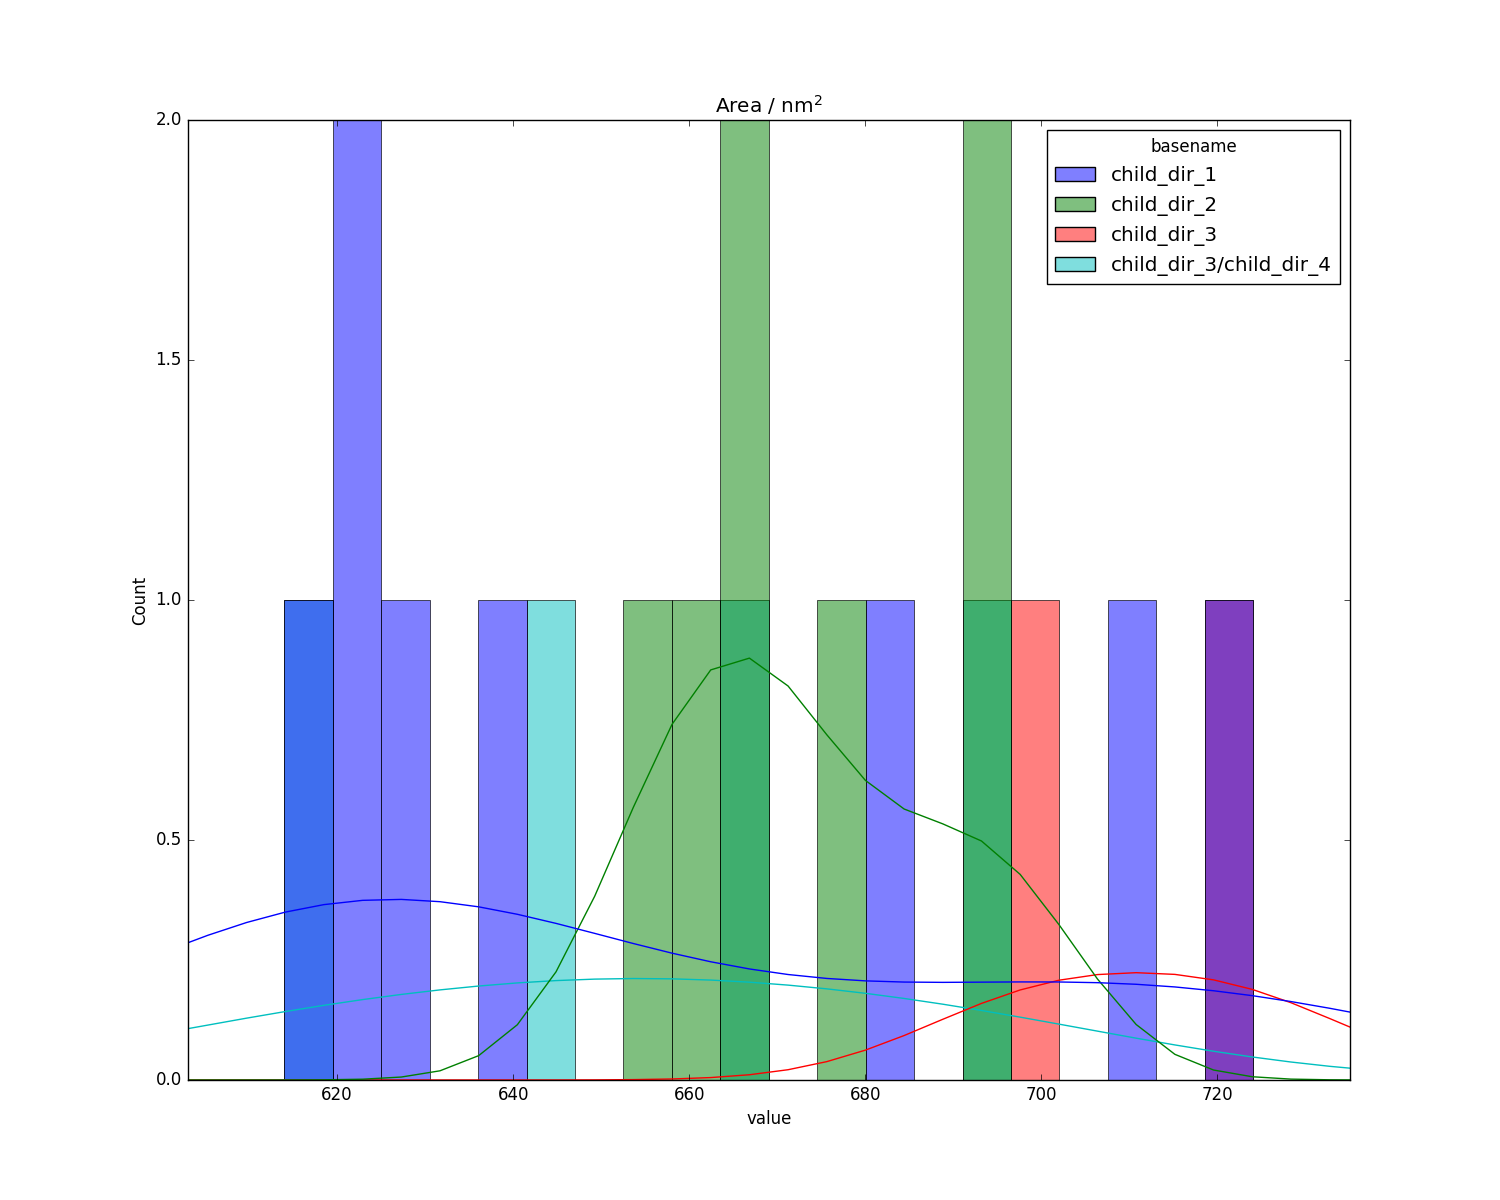 Area / nm²
2.0
1.5
1.0
0.5
0.0
Count
620 640 660 680 700 720
value
basename
child_dir_1
child_dir_2
child_dir_3
child_dir_3/child_dir_4